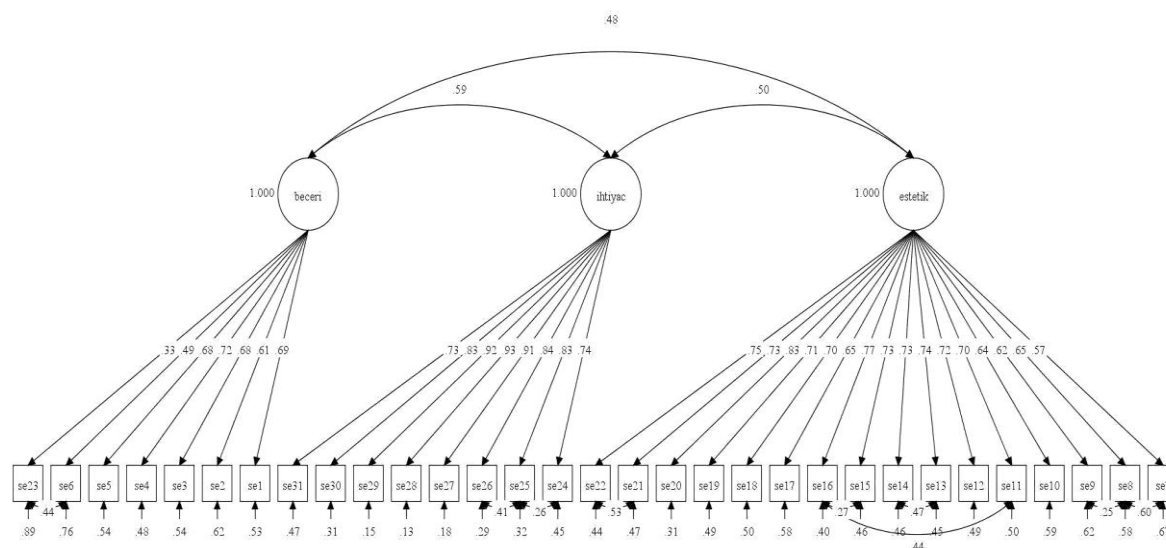 .48
.59 .50
1.000 beceri 1.000 ihtiyac 1.000 estetik
.33 .49 .68 .72 .68 .61 .69 .73 .83 .92 .93 .91 .84 .83 .74 .75 .73 .83 .71 .70 .65 .77 .73 .73 .74 .72 .70 .64 .62 .65 .57
se23 se6 se5 se4 se3 se2 se1 se31 se30 se29 se28 se27 se26 se25 se24 se22 se21 se20 se19 se18 se17 se16 se15 se14 se13 se12 se11 se10 se9 se8
.44 .41 .26 .53 .27 .47 .25 .60
.89 .76 .54 .48 .54 .62 .53 .47 .31 .15 .13 .18 .29 .32 .45 .44 .47 .31 .49 .50 .58 .40 .46 .46 .45 .49 .50 .59 .62 .58
.44